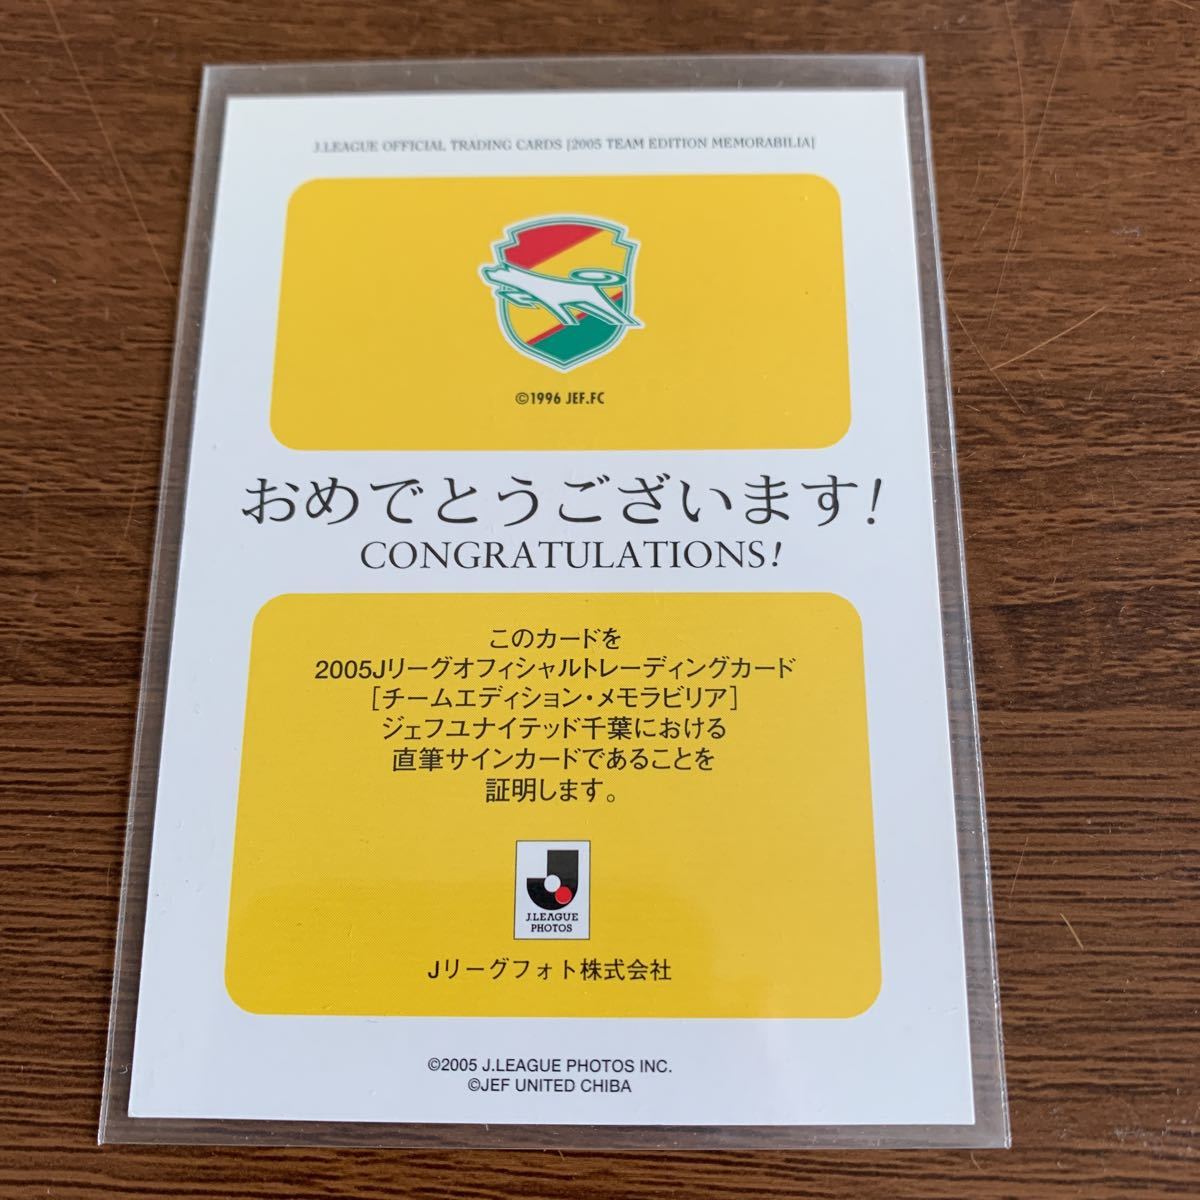 J.LEAGUE OFFICIAL TRADING CARDS [2005 TEAM EDITION MEMORABILIA]
©1996 JEF.FC
おめでとうございます!
CONGRATULATIONS!
このカードを
2005Jリーグオフィシャルトレーディングカード
[チームエディション・メモラビリア]
ジェフユナイテッド千葉における
直筆サインカードであることを
証明します。
J.LEAGUE
PHOTOS
Jリーグフォト株式会社
©2005 J.LEAGUE PHOTOS INC.
©JEF UNITED CHIBA